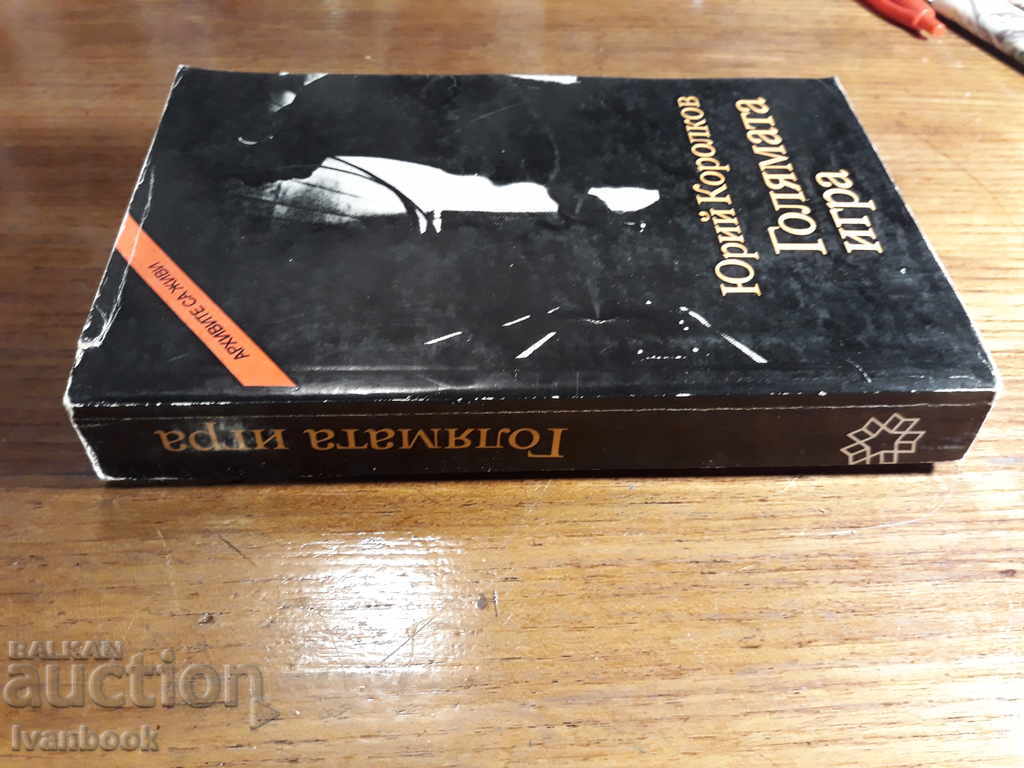 Юрий Королков
Голямата
игра
АРХИВИТЕ СА ЖИВИ
Голямата игра
BALKAN
auction
Ivanbook